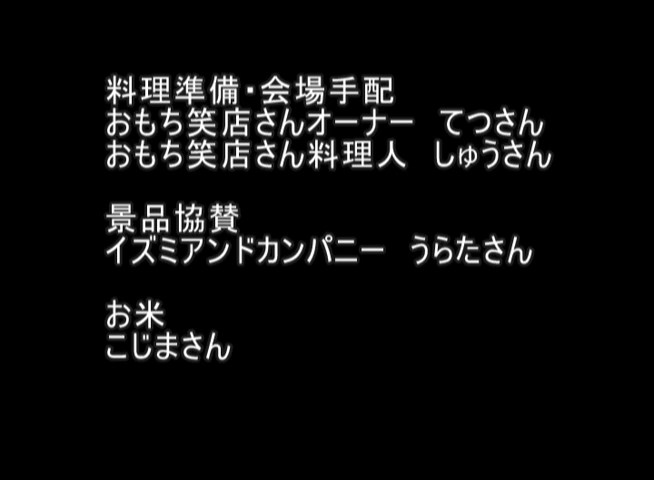 料理準備・会場手配
おもち笑店さんオーナー　てつさん
おもち笑店さん料理人　しゅうさん
景品協賛
イズミアンドカンパニー　うらたさん
お米
こじまさん